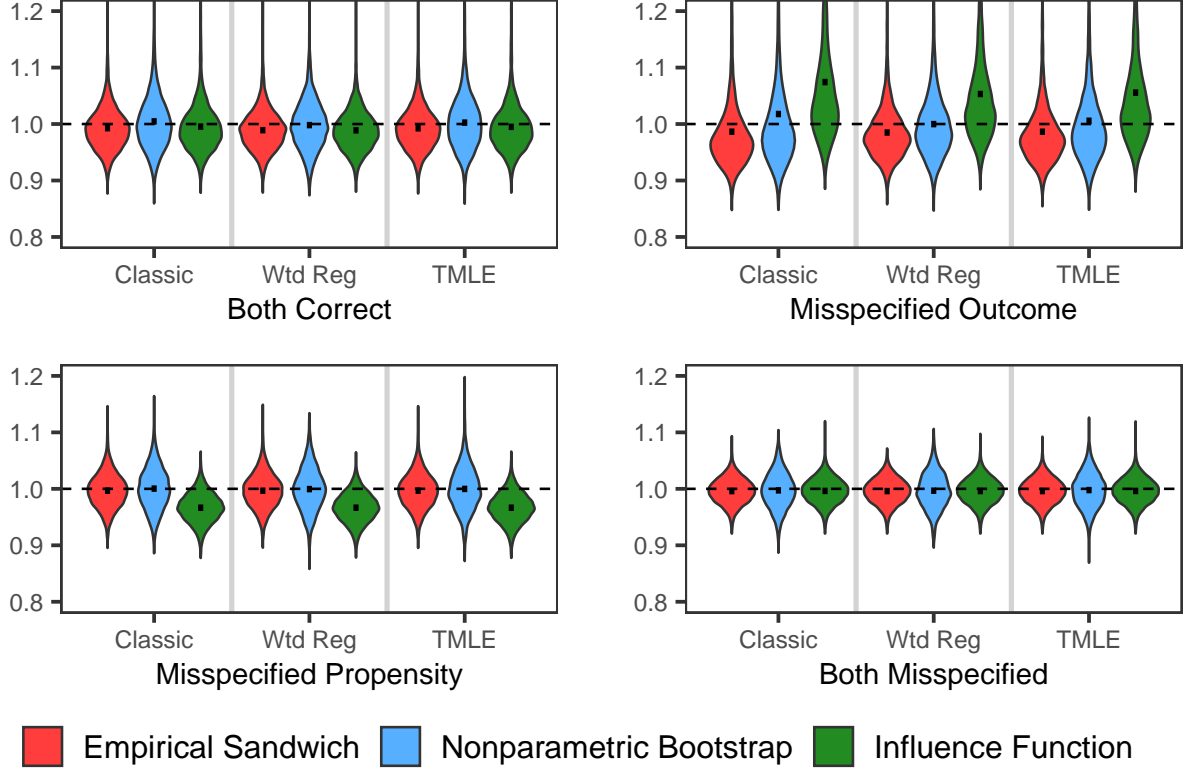 1.2
1.1
1.0
0.9
0.8
Classic Wtd Reg TMLE
Both Correct
1.2
1.1
1.0
0.9
0.8
Classic Wtd Reg TMLE
Misspecified Outcome
1.2
1.1
1.0
0.9
0.8
Classic Wtd Reg TMLE
Misspecified Propensity
1.2
1.1
1.0
0.9
0.8
Classic Wtd Reg TMLE
Both Misspecified
Empirical Sandwich Nonparametric Bootstrap Influence Function